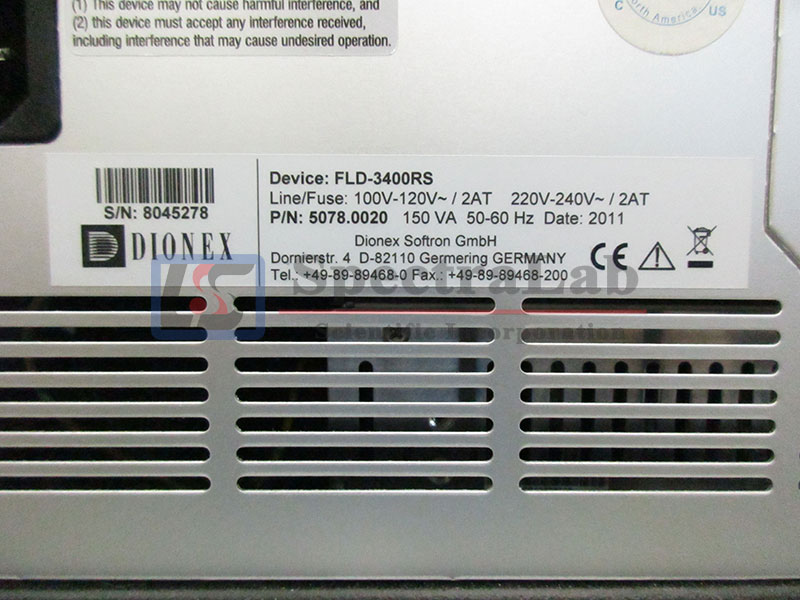 (1) This device may not cause harmful interference, and
(2) this device must accept any interference received,
including interference that may cause undesired operation.
C North America US
S/N: 8045278
DIONEX
Device: FLD-3400RS
Line/Fuse: 100V-120V~ / 2AT 220V-240V~ / 2AT
P/N: 5078.0020 150 VA 50-60 Hz Date: 2011
Dionex Softron GmbH
Dornierstr. 4 D-82110 Germering GERMANY
Tel.: +49-89-89468-0 Fax.: +49-89-89468-200
CE
LS SpectraLab
Scientific Incorporation